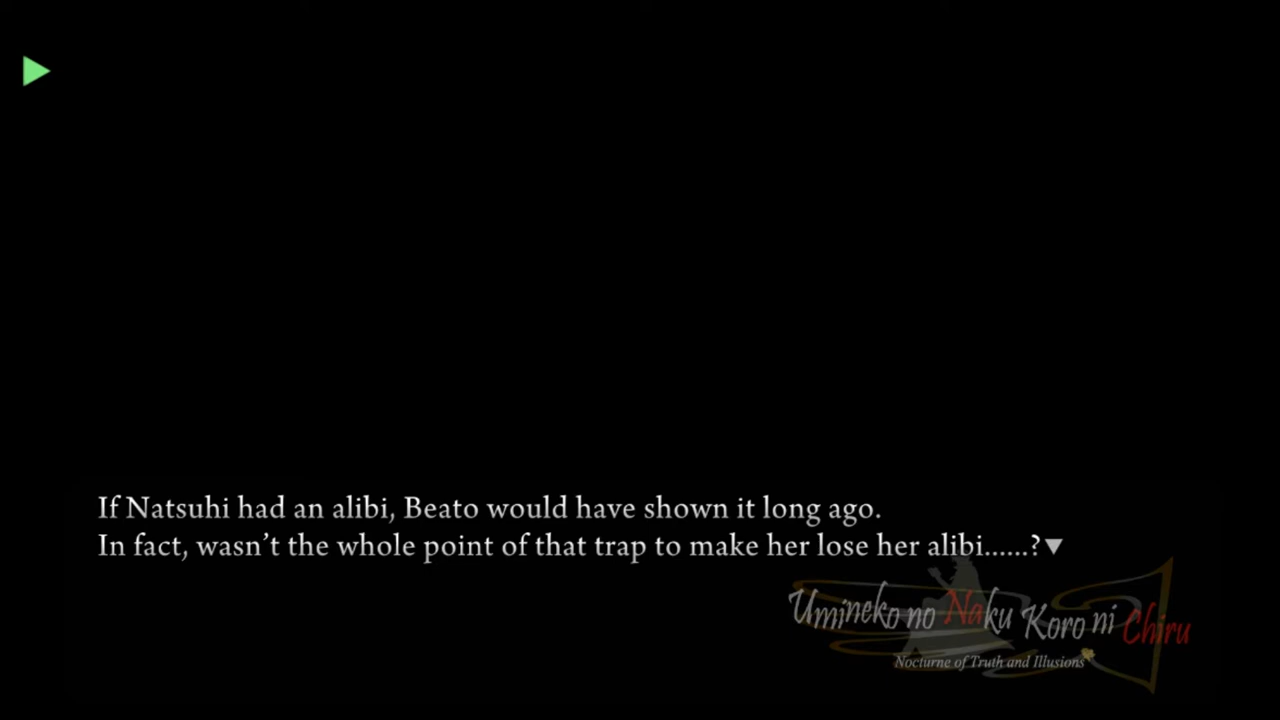 If Natsuhi had an alibi, Beato would have shown it long ago.
In fact, wasn't the whole point of that trap to make her lose her alibi......?
Umineko no Naku Koro ni Chiru
Nocturne of Truth and Illusions